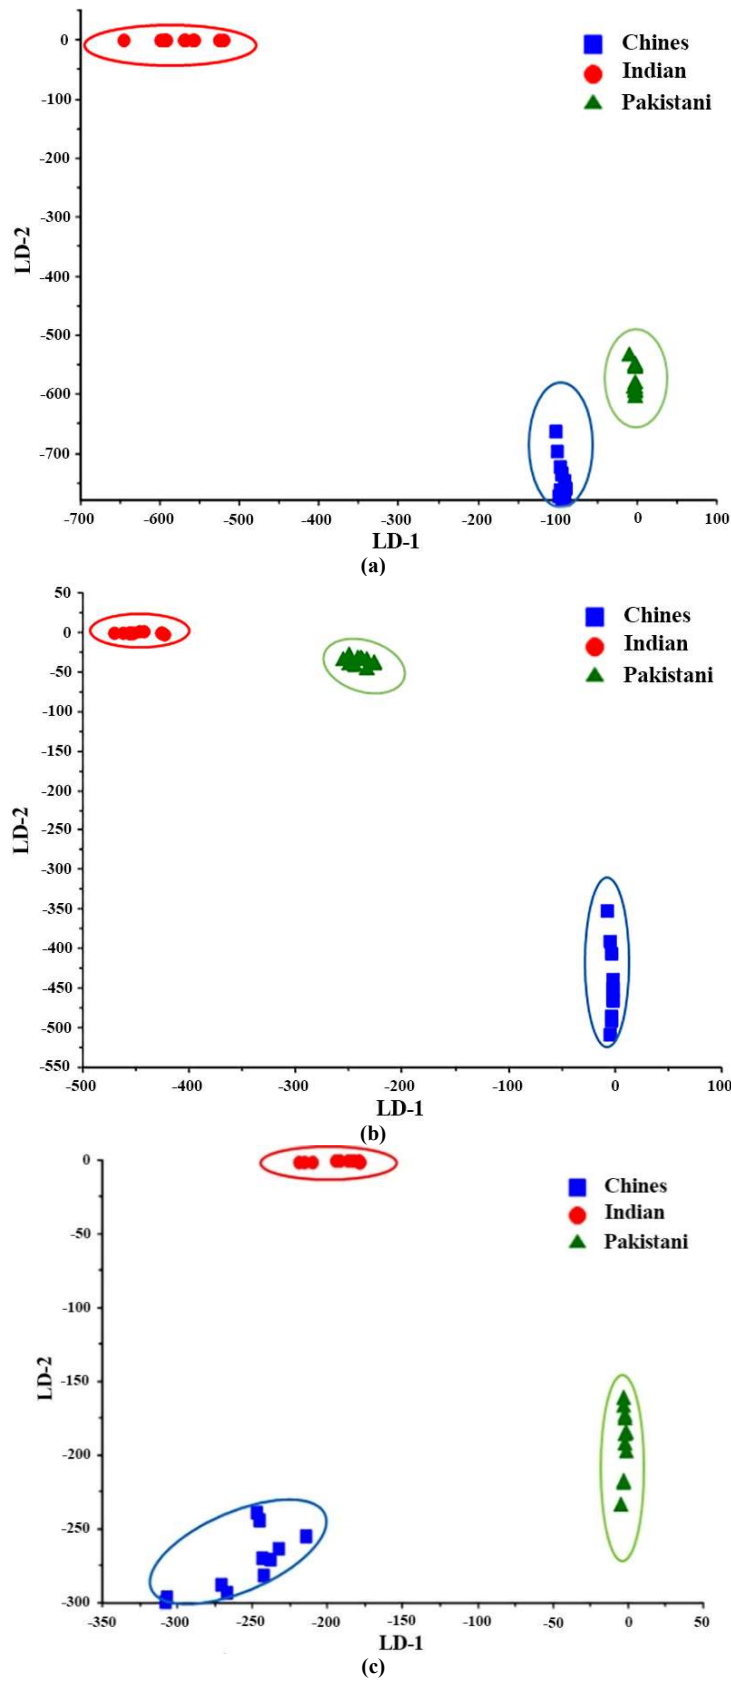 0
-100
-200
-300
-400
-500
-600
-700
LD-2
Chines
Indian
Pakistani
-700 -600 -500 -400 -300 -200 -100 0 100
LD-1
(a)
50
0
-50
-100
-150
-200
-250
-300
-350
-400
-450
-500
-550
LD-2
Chines
Indian
Pakistani
-500 -400 -300 -200 -100 0 100
LD-1
(b)
0
-50
-100
-150
-200
-250
-300
LD-2
Chines
Indian
Pakistani
-350 -300 -250 -200 -150 -100 -50 0 50
LD-1
(c)